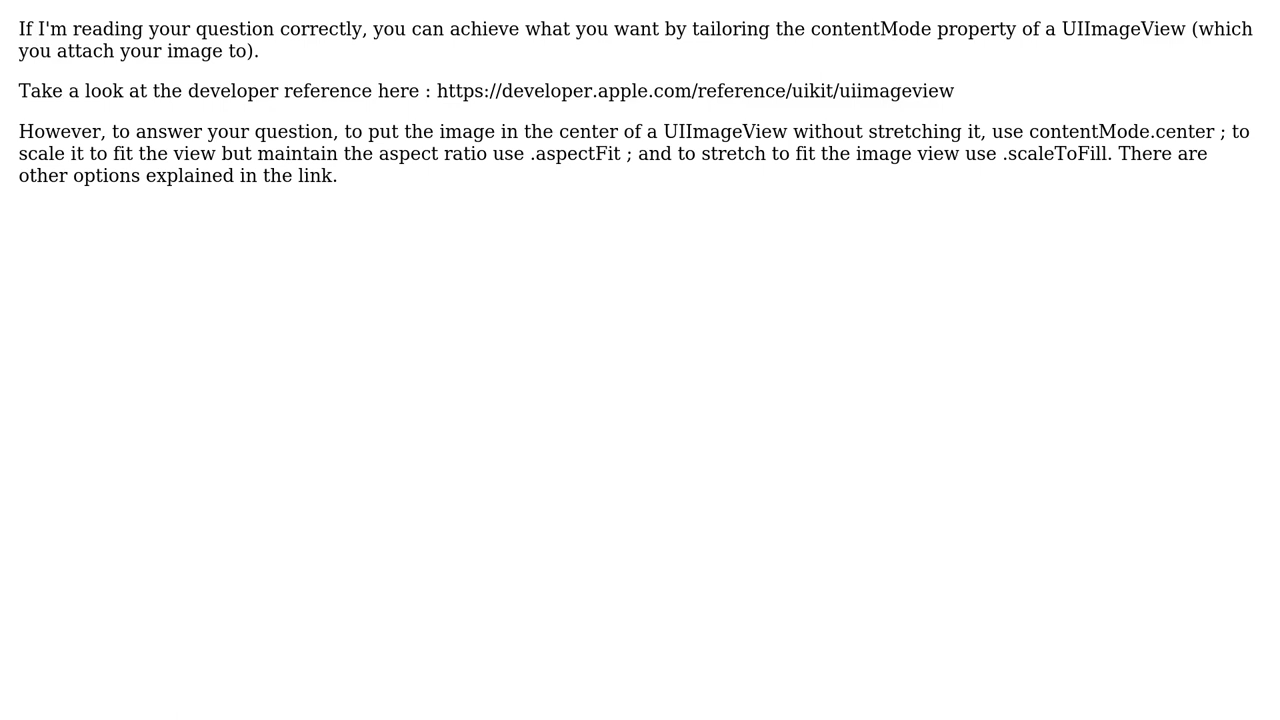 If I'm reading your question correctly, you can achieve what you want by tailoring the contentMode property of a UIImageView (which
you attach your image to).
Take a look at the developer reference here : https://developer.apple.com/reference/uikit/uiimageview
However, to answer your question, to put the image in the center of a UIImageView without stretching it, use contentMode.center ; to
scale it to fit the view but maintain the aspect ratio use .aspectFit ; and to stretch to fit the image view use .scaleToFill. There are
other options explained in the link.